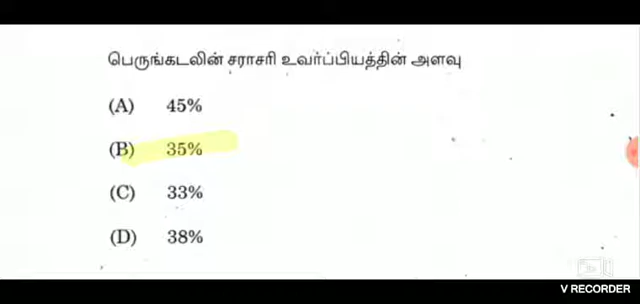 பெருங்கடலின் சராசரி உவர்ப்பியத்தின் அளவு
(A) 45%
(B) 35%
(C) 33%
(D) 38%
V RECORDER